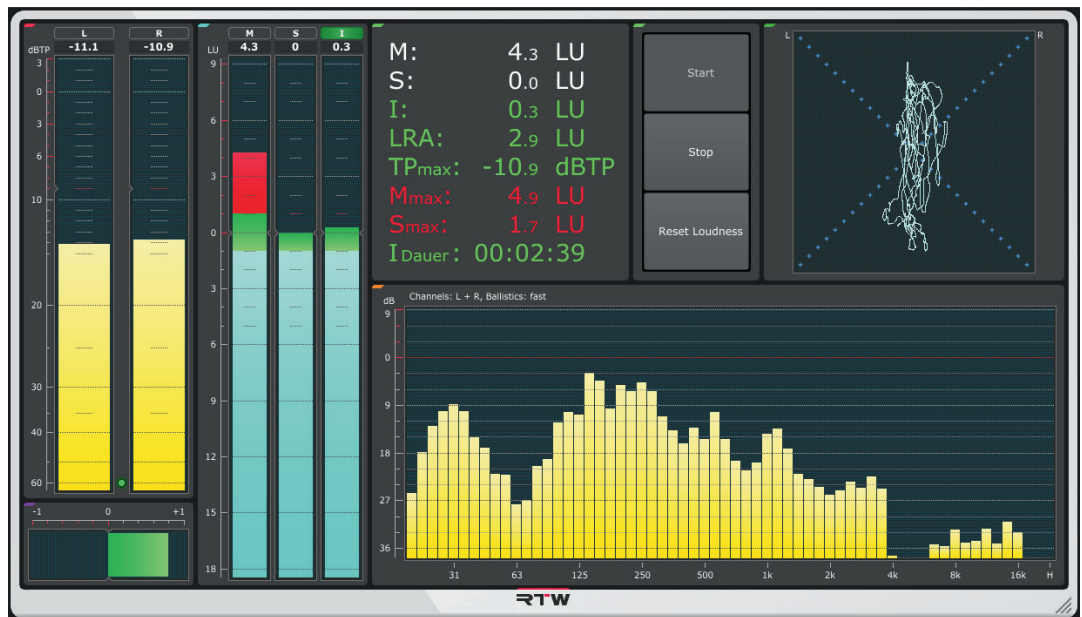 L R
dBTP -11.1 -10.9
3
0
3
6
10
20
30
40
60
-1 0 +1
M S I
LU 4.3 0 0.3
9
6
3
0
3
6
9
12
15
18
M: 4.3 LU
S: 0.0 LU
I: 0.3 LU
LRA: 2.9 LU
TPmax: -10.9 dBTP
Mmax: 4.9 LU
Smax: 1.7 LU
I Dauer: 00:02:39
Start
Stop
Reset Loudness
L R
dB Channels: L + R, Ballistics: fast
9
0
9
18
27
36
31 63 125 250 500 1k 2k 4k 8k 16k H
RTW